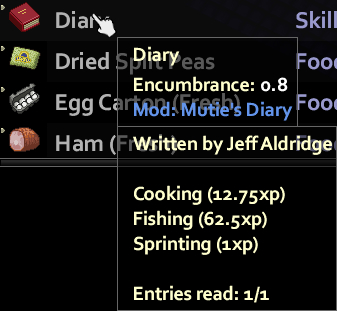 Diary
Skill
Dried Split Peas
Food
Egg Carton (Fresh)
Food
Ham (Fresh)
Food
Diary
Encumbrance: 0.8
Mod: Mutie's Diary
Written by Jeff Aldridge
Cooking (12.75xp)
Fishing (62.5xp)
Sprinting (1xp)
Entries read: 1/1